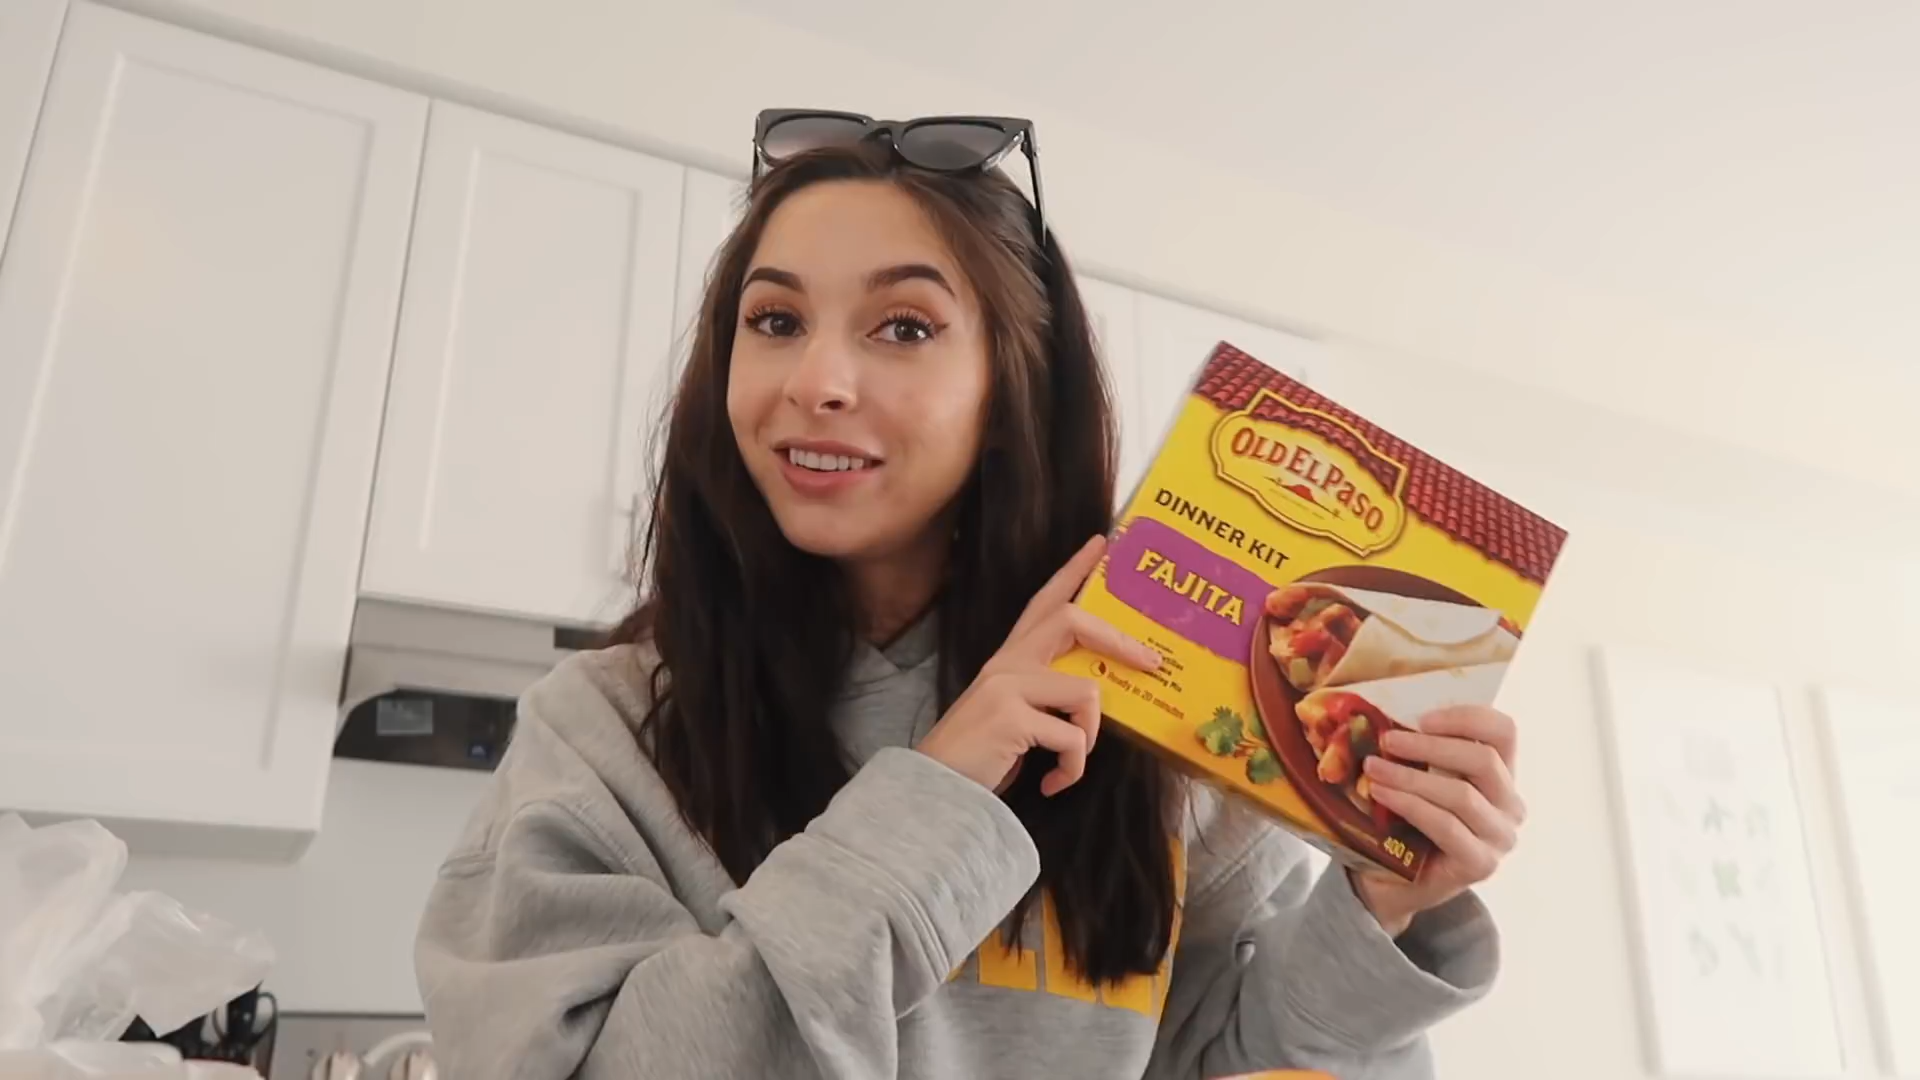 OLD EL PASO
DINNER KIT
FAJITA
Ready in 20 minutes
400 g